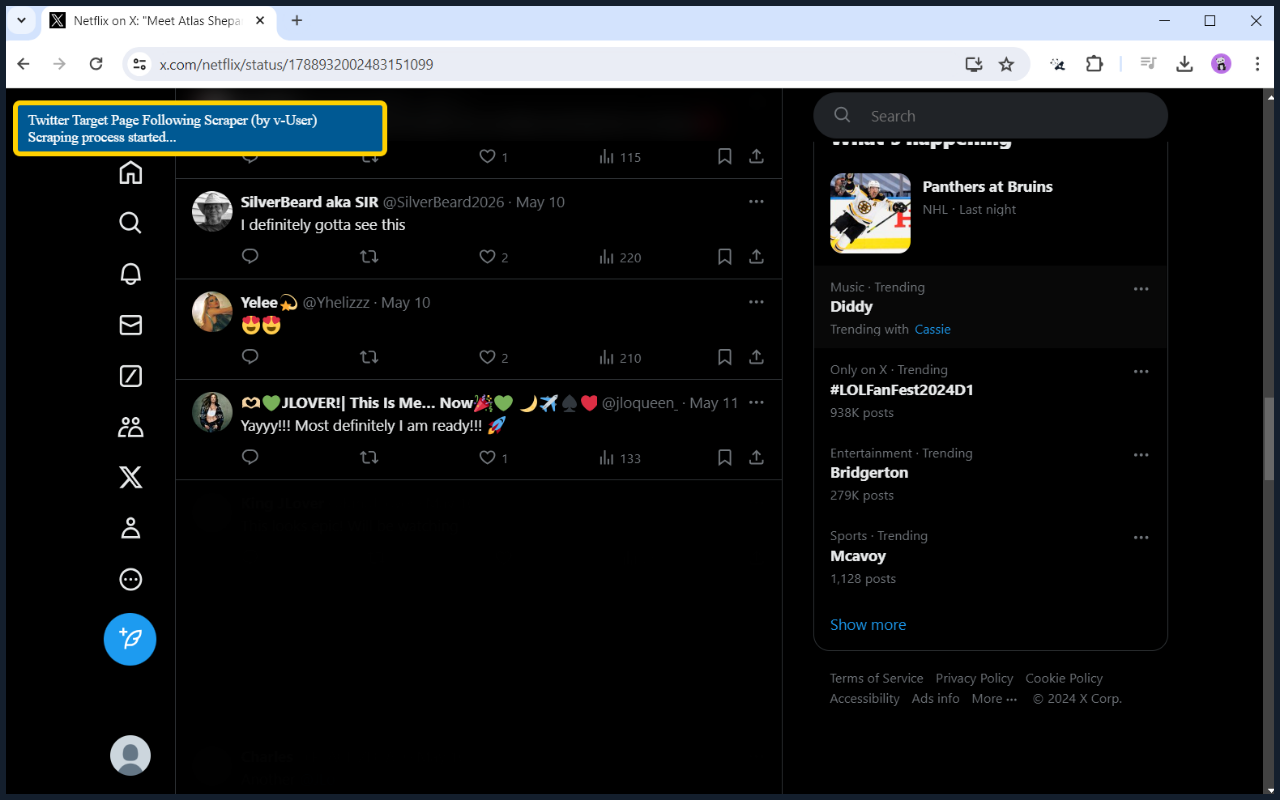 Netflix on X: "Meet Atlas Shepa
x.com/netflix/status/1788932002483151099
Twitter Target Page Following Scraper (by v-User)
Scraping process started...
1
115
SilverBeard aka SIR @SilverBeard2026 · May 10
I definitely gotta see this
2
220
Yelee💫 @Yhelizzz · May 10
😍😍
2
210
🫶💚JLOVER!| This Is Me... Now🎉💚 🌙✈️♠️♥️ @jloqueen_ · May 11
Yayyy!!! Most definitely I am ready!!! 🚀
1
133
Search
What's happening
Panthers at Bruins
NHL · Last night
Music · Trending
Diddy
Trending with Cassie
Only on X · Trending
#LOLFanFest2024D1
938K posts
Entertainment · Trending
Bridgerton
279K posts
Sports · Trending
Mcavoy
1,128 posts
Show more
Terms of Service Privacy Policy Cookie Policy
Accessibility Ads info More ··· © 2024 X Corp.